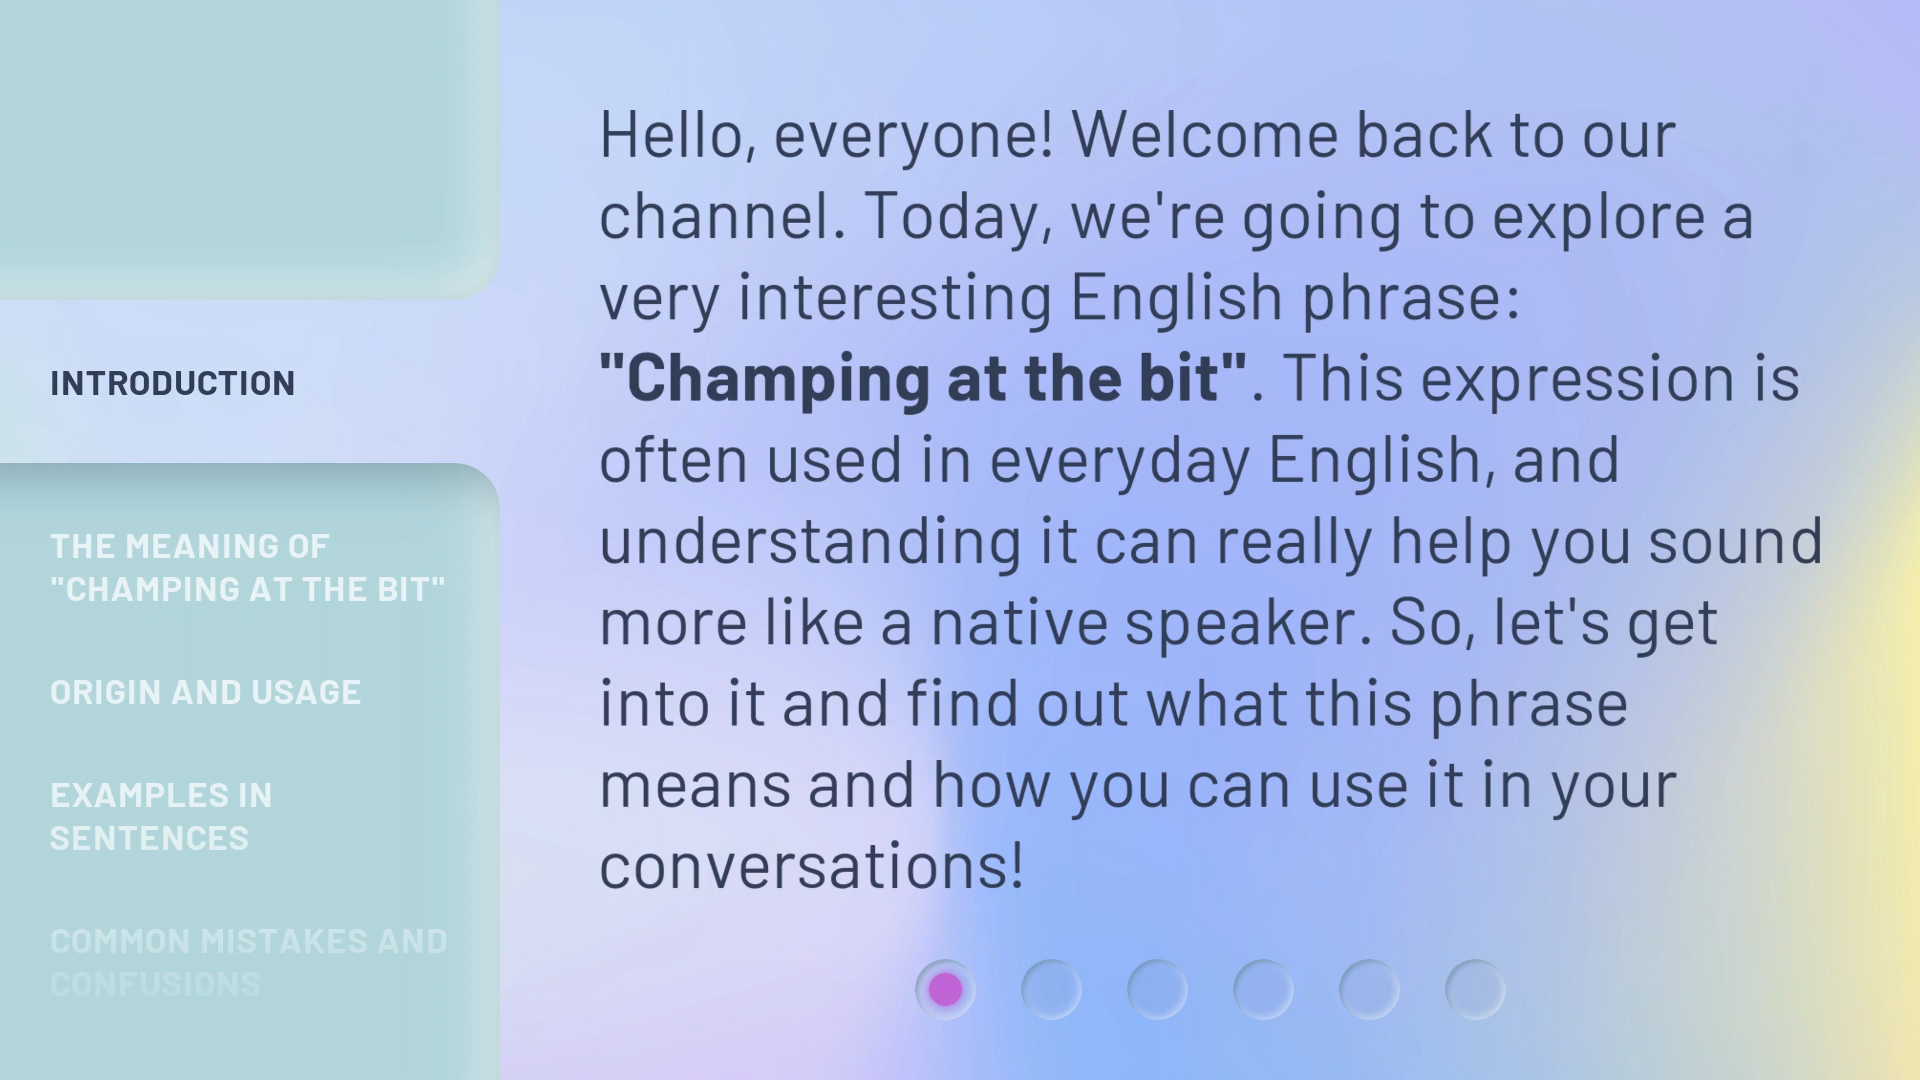 INTRODUCTION
THE MEANING OF
"CHAMPING AT THE BIT"
ORIGIN AND USAGE
EXAMPLES IN
SENTENCES
COMMON MISTAKES AND
CONFUSIONS
Hello, everyone! Welcome back to our
channel. Today, we're going to explore a
very interesting English phrase:
"Champing at the bit". This expression is
often used in everyday English, and
understanding it can really help you sound
more like a native speaker. So, let's get
into it and find out what this phrase
means and how you can use it in your
conversations!